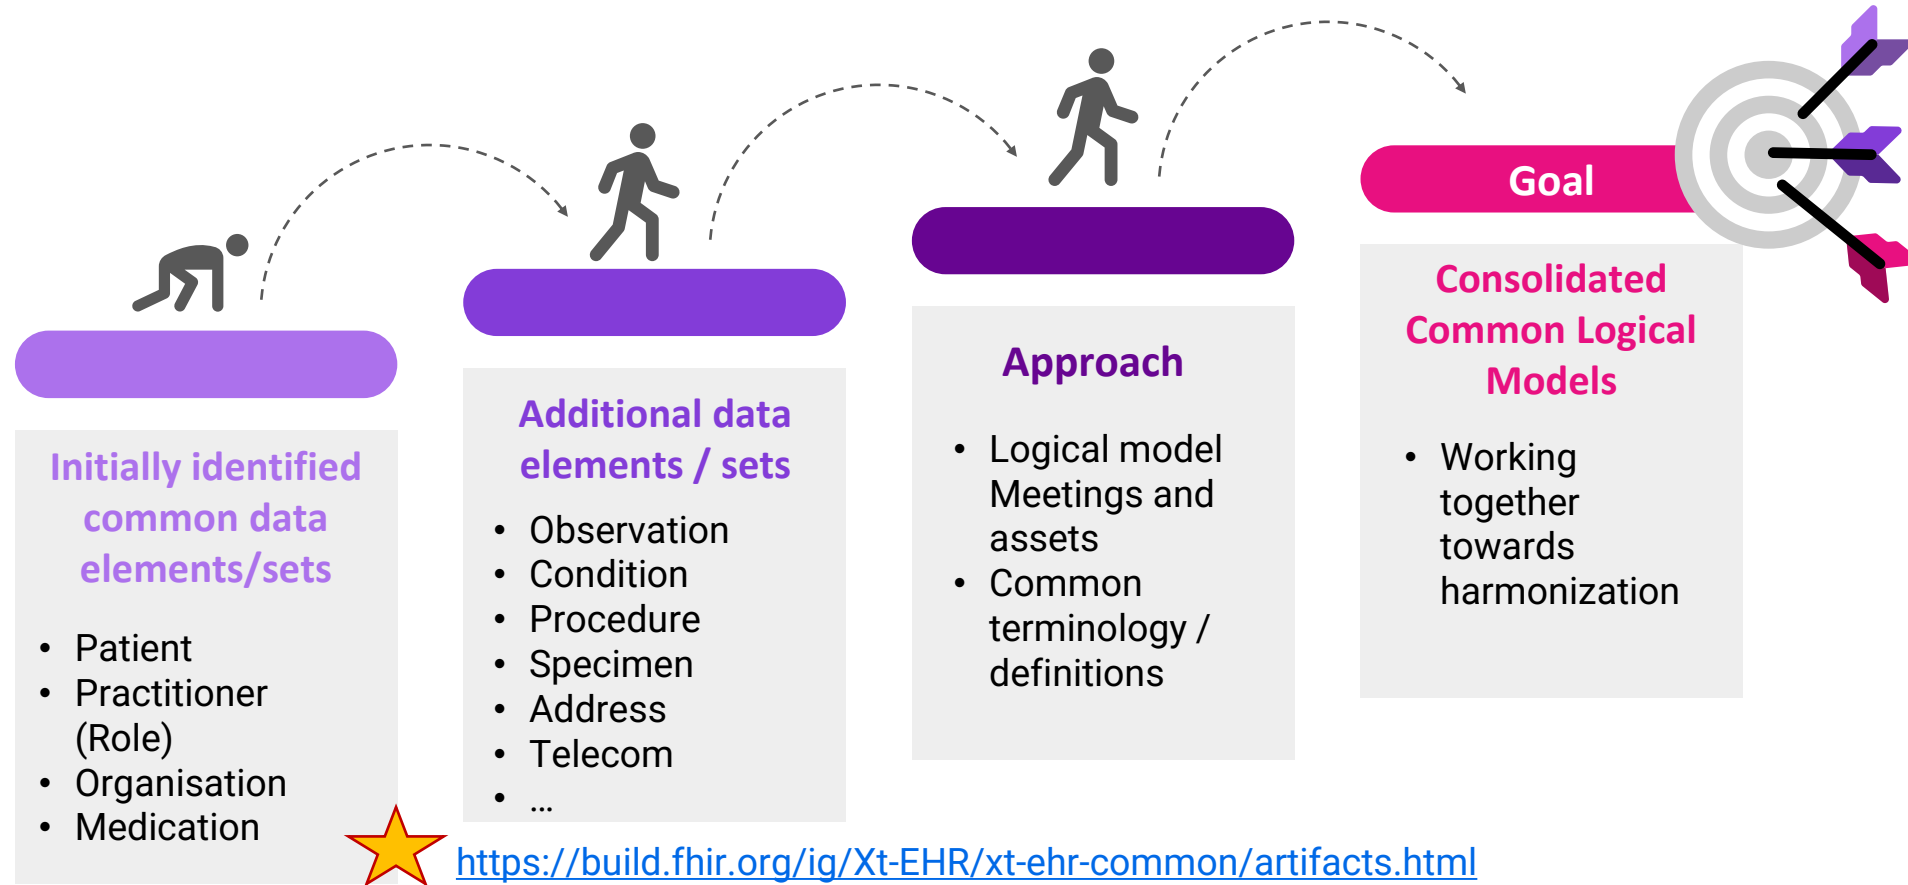 Initially identified
common data
elements/sets
• Patient
• Practitioner
(Role)
• Organisation
• Medication
Additional data
elements / sets
• Observation
• Condition
• Procedure
• Specimen
• Address
• Telecom
• ...
Approach
• Logical model
Meetings and
assets
• Common
terminology /
definitions
Goal
Consolidated
Common Logical
Models
• Working
together
towards
harmonization
https://build.fhir.org/ig/Xt-EHR/xt-ehr-common/artifacts.html